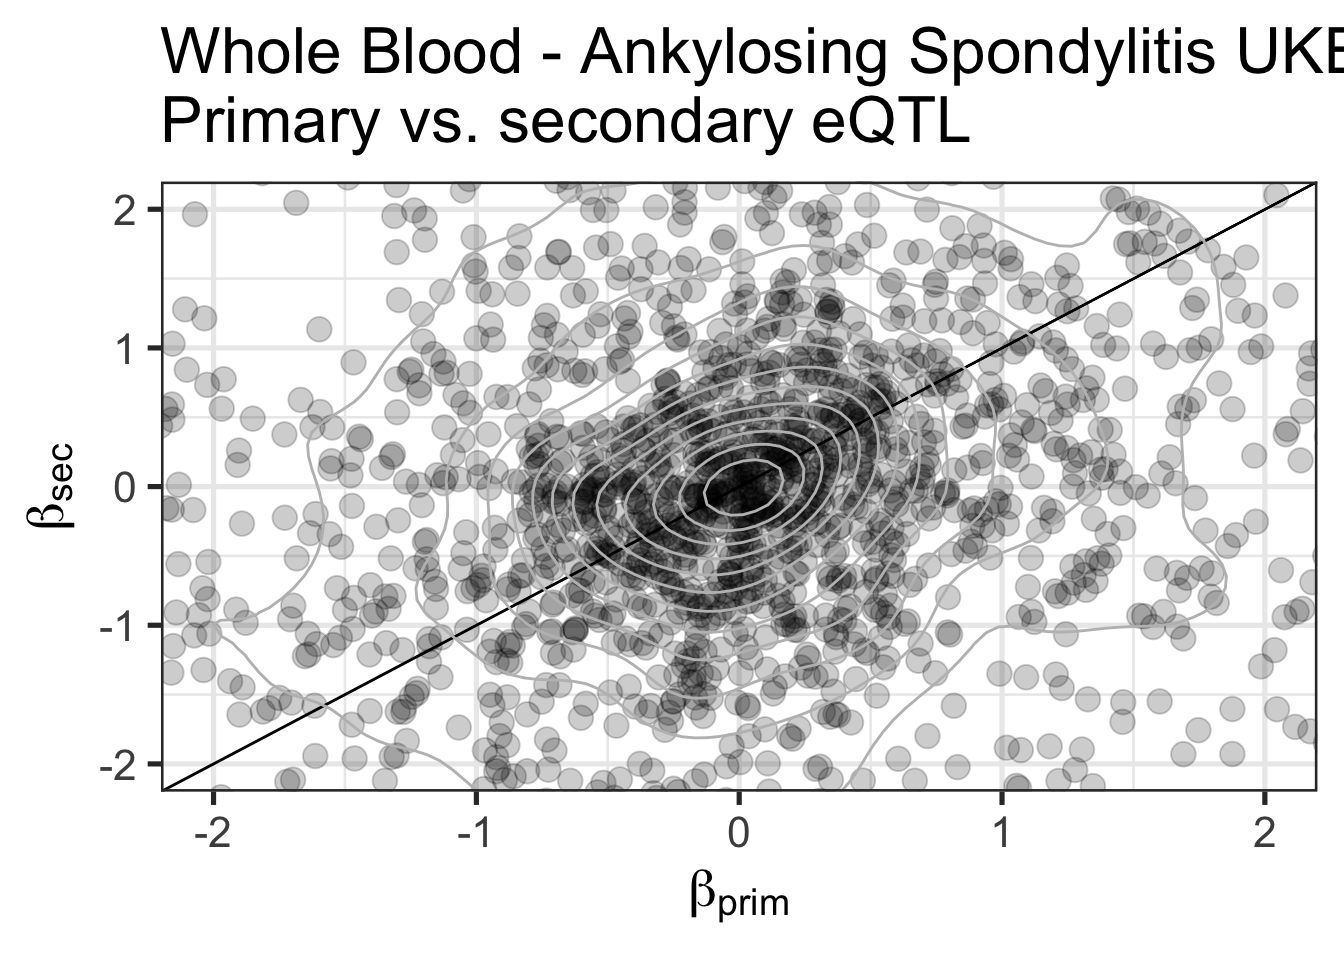 Whole Blood - Ankylosing Spondylitis
Primary vs. secondary eQTL
2
1
0
-1
-2
βsec
-2 -1 0 1 2
βprim